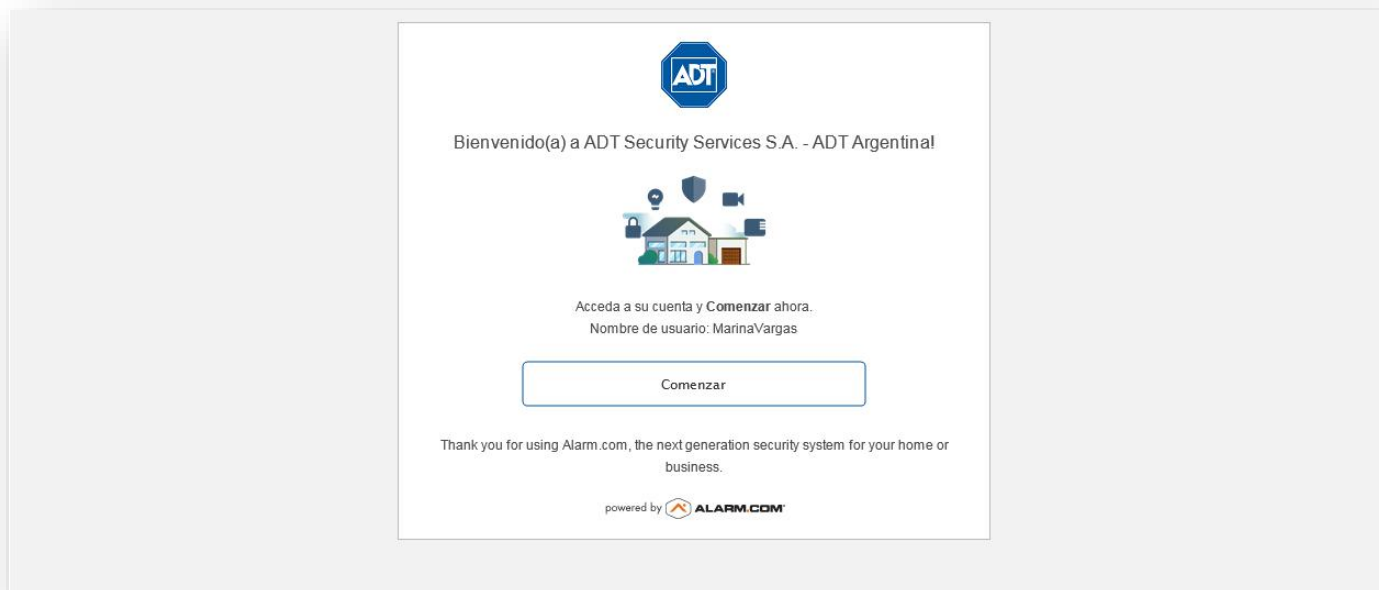 ADT
Bienvenido(a) a ADT Security Services S.A. - ADT Argentina!
Acceda a su cuenta y Comenzar ahora.
Nombre de usuario: MarinaVargas
Comenzar
Thank you for using Alarm.com, the next generation security system for your home or
business.
powered by ALARM.COM